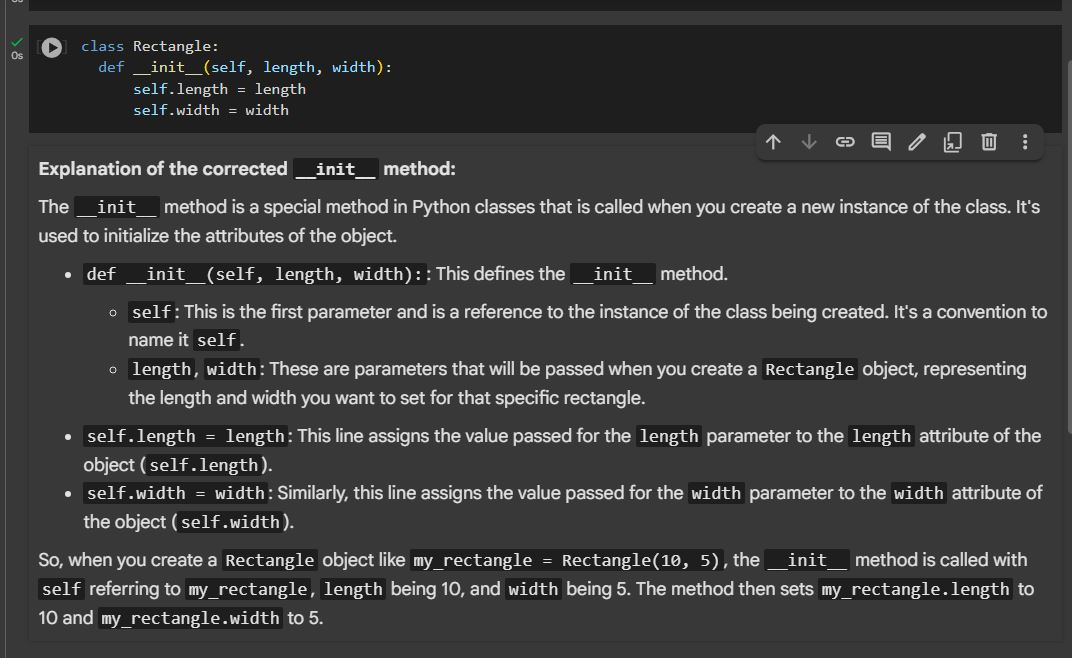 0s
class Rectangle:
def __init__(self, length, width):
self.length = length
self.width = width
Explanation of the corrected __init__ method:
The __init__ method is a special method in Python classes that is called when you create a new instance of the class. It's
used to initialize the attributes of the object.
• def __init__(self, length, width):: This defines the __init__ method.
◦ self: This is the first parameter and is a reference to the instance of the class being created. It's a convention to
name it self.
◦ length, width: These are parameters that will be passed when you create a Rectangle object, representing
the length and width you want to set for that specific rectangle.
• self.length = length: This line assigns the value passed for the length parameter to the length attribute of the
object (self.length).
• self.width = width: Similarly, this line assigns the value passed for the width parameter to the width attribute of
the object (self.width).
So, when you create a Rectangle object like my_rectangle = Rectangle(10, 5), the __init__ method is called with
self referring to my_rectangle, length being 10, and width being 5. The method then sets my_rectangle.length to
10 and my_rectangle.width to 5.